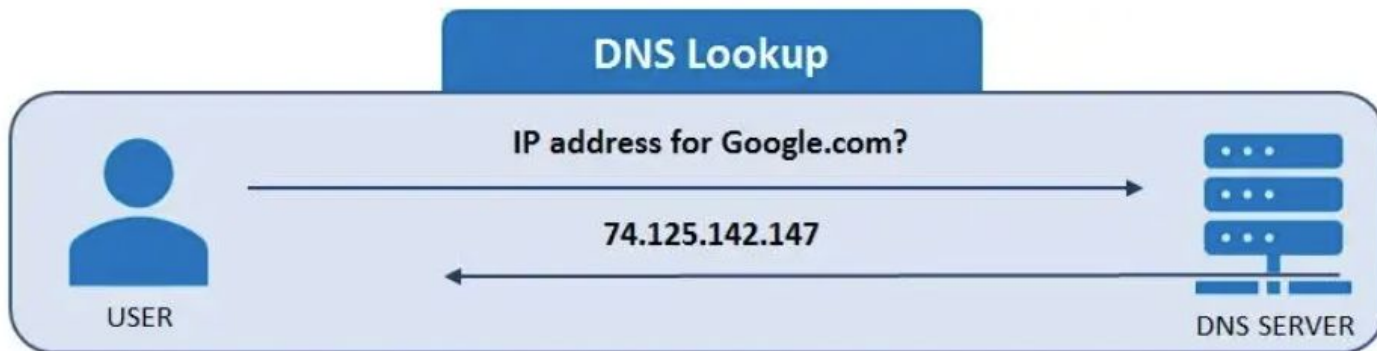 DNS Lookup
IP address for Google.com?
74.125.142.147
USER
DNS SERVER